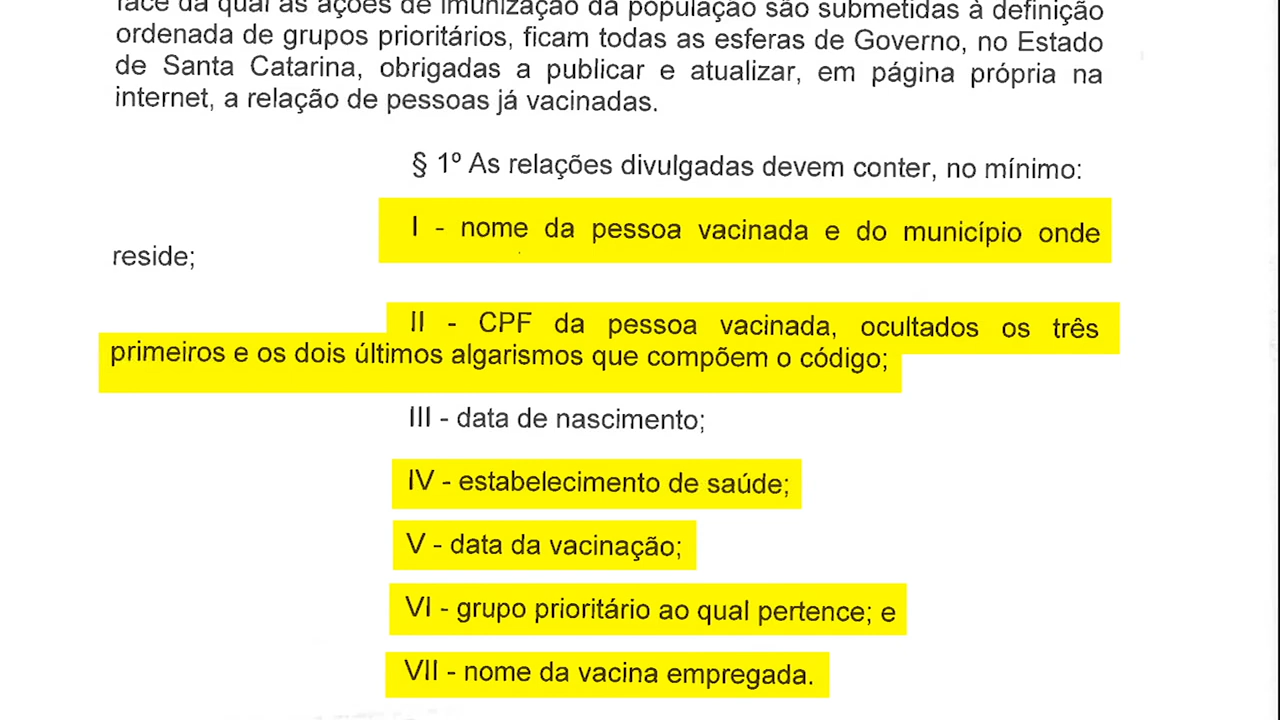 face da qual as ações de imunização da população são submetidas à definição
ordenada de grupos prioritários, ficam todas as esferas de Governo, no Estado
de Santa Catarina, obrigadas a publicar e atualizar, em página própria na
internet, a relação de pessoas já vacinadas.
§ 1º As relações divulgadas devem conter, no mínimo:
I - nome da pessoa vacinada e do município onde
reside;
II - CPF da pessoa vacinada, ocultados os três
primeiros e os dois últimos algarismos que compõem o código;
III - data de nascimento;
IV - estabelecimento de saúde;
V - data da vacinação;
VI - grupo prioritário ao qual pertence; e
VII - nome da vacina empregada.